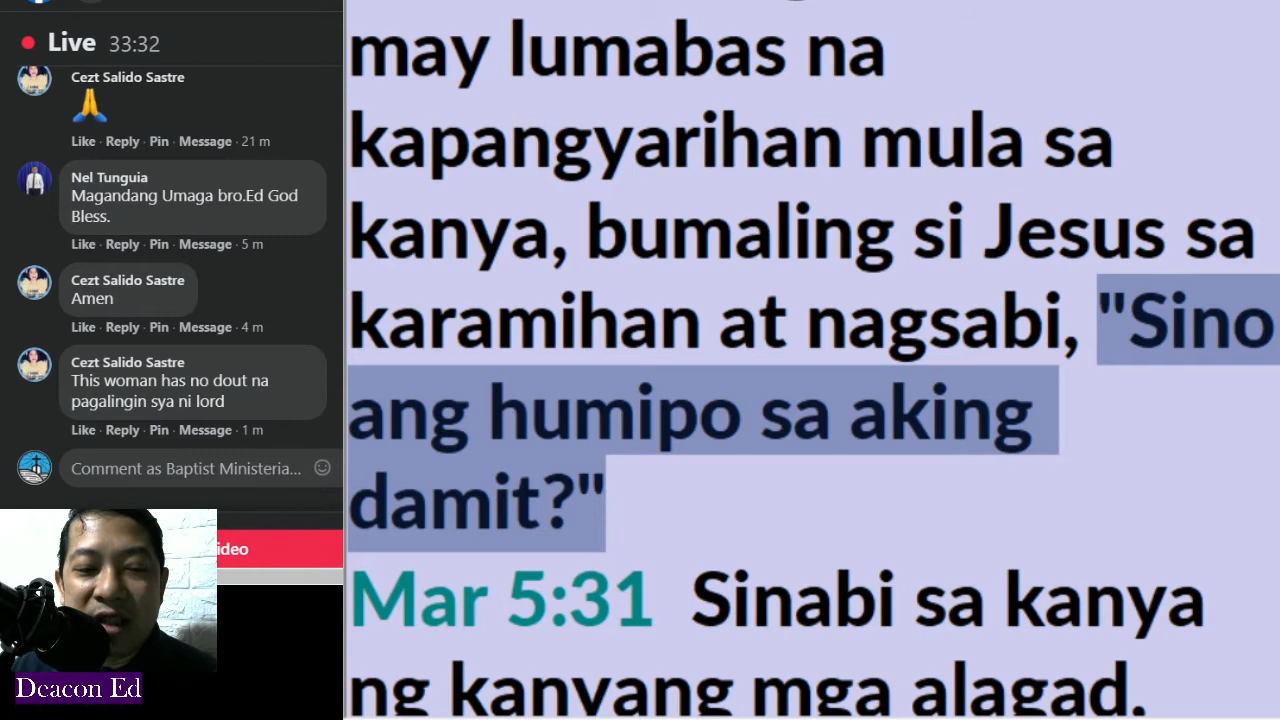 Live 33:32
Cezt Salido Sastre
🙏
Like · Reply · Pin · Message · 21 m
Nel Tunguia
Magandang Umaga bro.Ed God
Bless.
Like · Reply · Pin · Message · 5 m
Cezt Salido Sastre
Amen
Like · Reply · Pin · Message · 4 m
Cezt Salido Sastre
This woman has no dout na
pagalingin sya ni lord
Like · Reply · Pin · Message · 1 m
Comment as Baptist Ministeria...
ideo
Deacon Ed
may lumabas na
kapangyarihan mula sa
kanya, bumaling si Jesus sa
karamihan at nagsabi, "Sino
ang humipo sa aking
damit?"
Mar 5:31 Sinabi sa kanya
ng kanyang mga alagad,